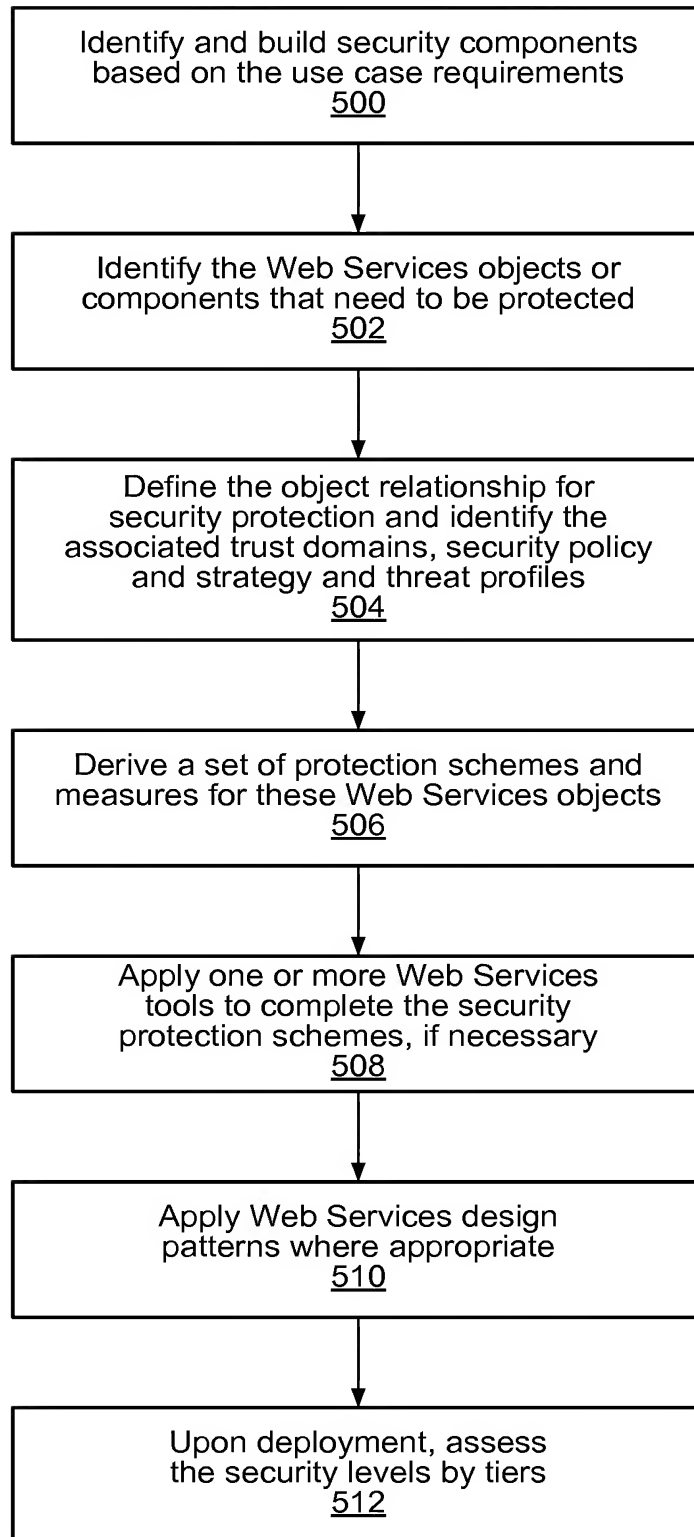 Identify and build security components
based on the use case requirements
500
Identify the Web Services objects or
components that need to be protected
502
Define the object relationship for
security protection and identify the
associated trust domains, security policy
and strategy and threat profiles
504
Derive a set of protection schemes and
measures for these Web Services objects
506
Apply one or more Web Services
tools to complete the security
protection schemes, if necessary
508
Apply Web Services design
patterns where appropriate
510
Upon deployment, assess
the security levels by tiers
512